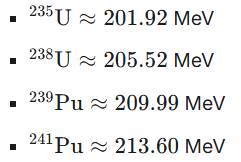 ▪ ²³⁵U ≈ 201.92 MeV
▪ ²³⁸U ≈ 205.52 MeV
▪ ²³⁹Pu ≈ 209.99 MeV
▪ ²⁴¹Pu ≈ 213.60 MeV